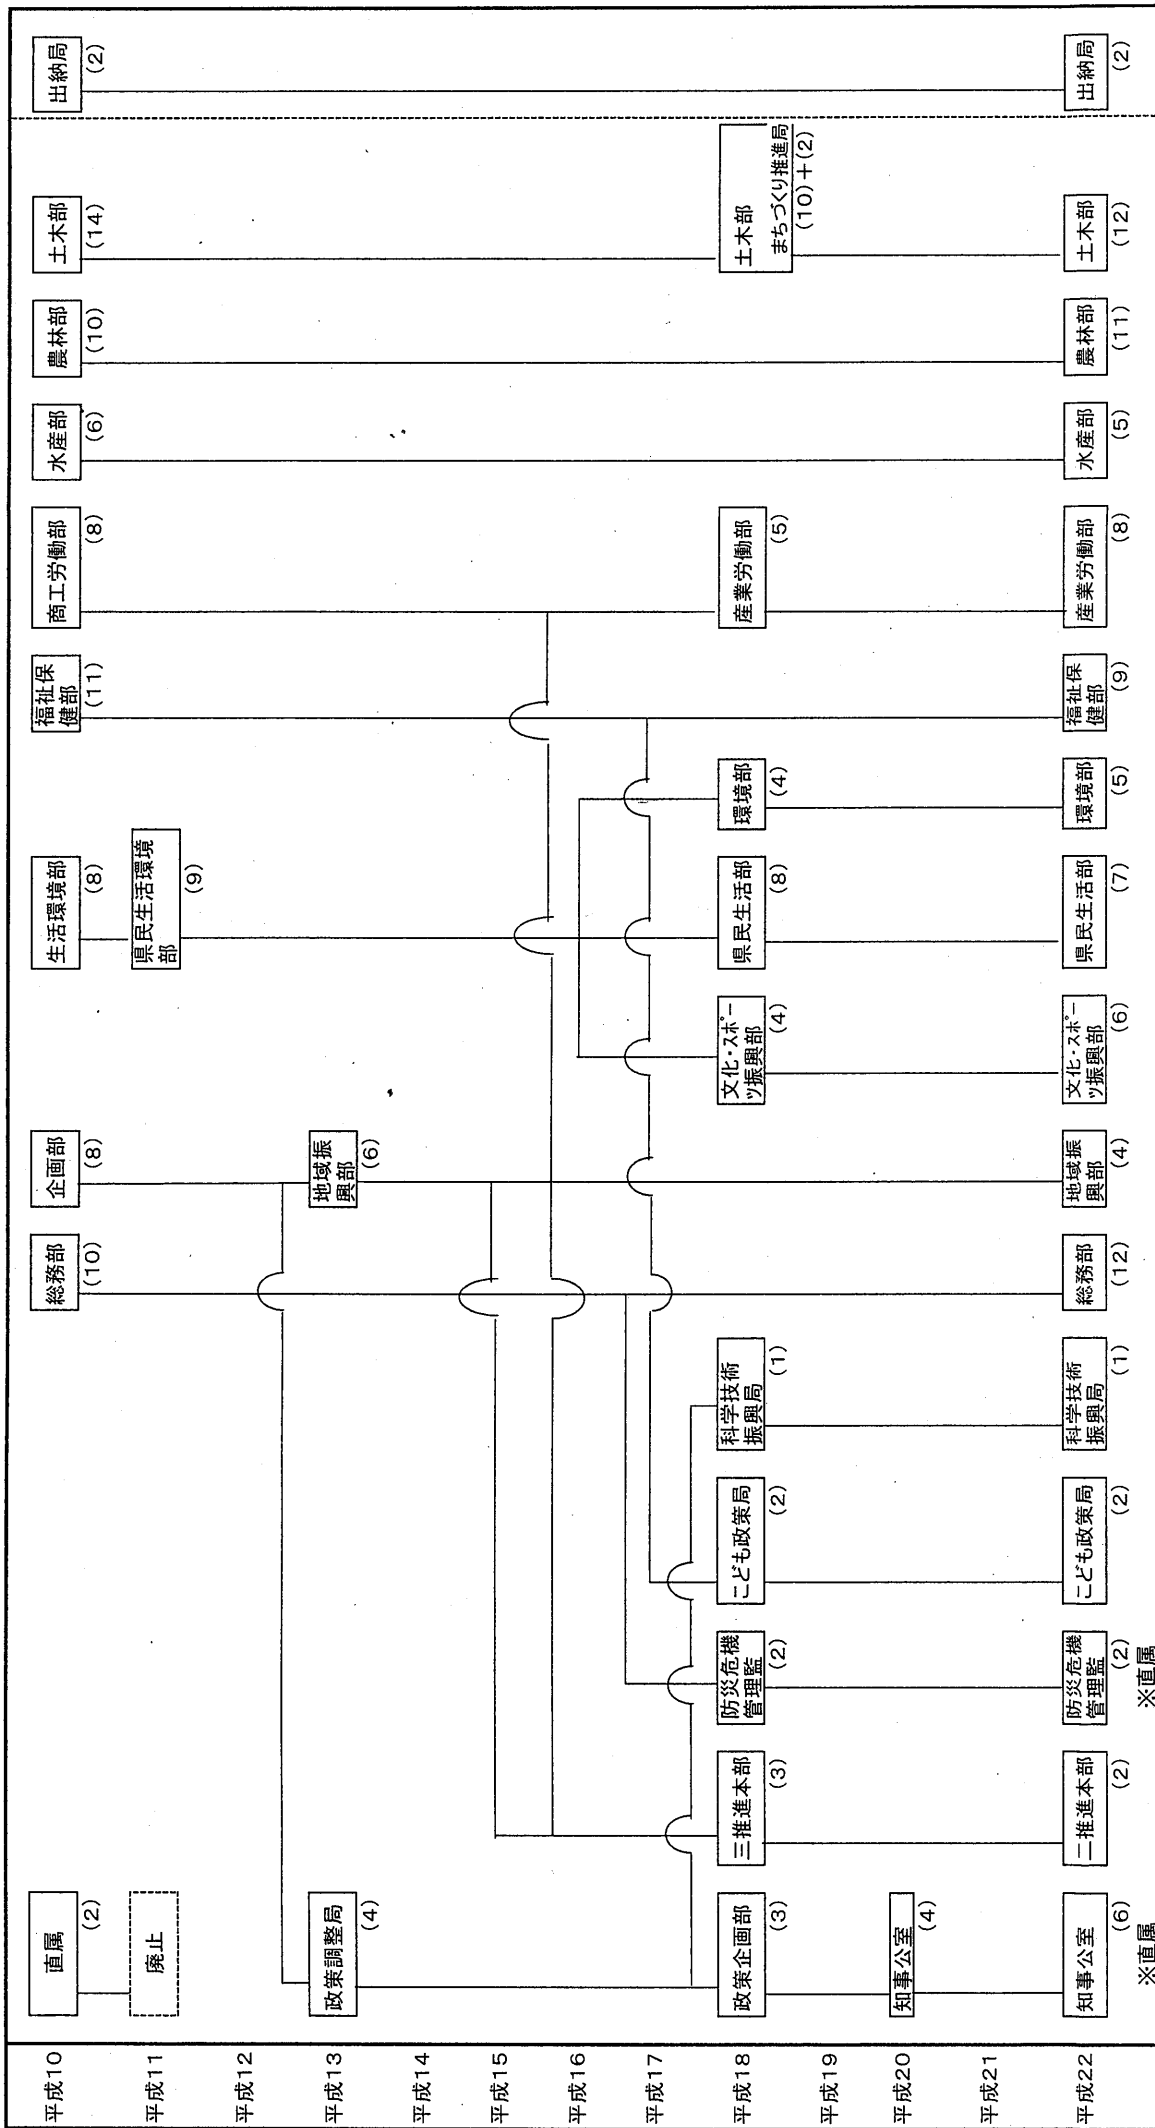 平成10
直属
(2)
総務部
(10)
企画部
(8)
生活環境部
(8)
福祉保
健部
(11)
商工労働部
(8)
水産部
(6)
農林部
(10)
土木部
(14)
出納局
(2)
平成11
廃止
県民生活環境
部
(9)
平成12
平成13
政策調整局
(4)
地域振
興部
(6)
平成14
平成15
平成16
平成17
平成18
政策企画部
(3)
三推進本部
(3)
防災危機
管理監
(2)
こども政策局
(2)
科学技術
振興局
(1)
文化・スポー
ツ振興部
(4)
県民生活部
(8)
環境部
(4)
産業労働部
(5)
土木部
まちづくり推進局
(10)+(2)
平成19
平成20
知事公室
(4)
平成21
平成22
知事公室
(6)
※直属
二推進本部
(2)
防災危機
管理監
(2)
※直属
こども政策局
(2)
科学技術
振興局
(1)
総務部
(12)
地域振
興部
(4)
文化・スポー
ツ振興部
(6)
県民生活部
(7)
環境部
(5)
福祉保
健部
(9)
産業労働部
(8)
水産部
(5)
農林部
(11)
土木部
(12)
出納局
(2)